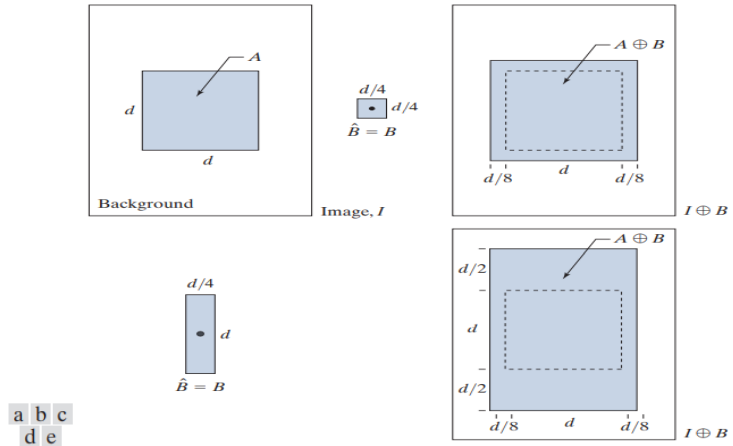 A
d
d
Background
Image, I
d/4
d/4
B̂ = B
A ⊕ B
d/8 d d/8
I ⊕ B
d/4
d
B̂ = B
A ⊕ B
d/2
d
d/2
d/8 d d/8
I ⊕ B
a b c
d e